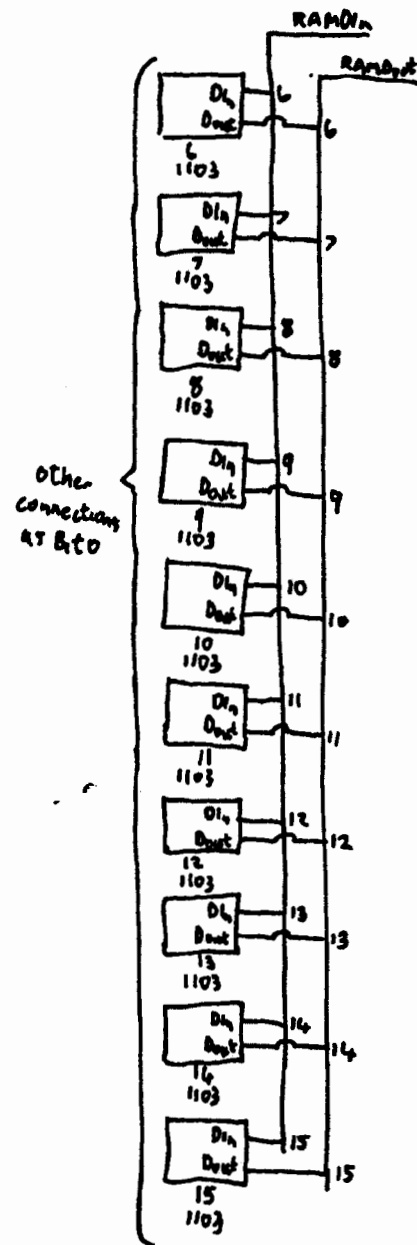 RAMDIn
RAMDout
DIn 6
Dout 6
6
1103
DIn 7
Dout 7
7
1103
DIn 8
Dout 8
8
1103
DIn 9
Dout 9
9
1103
other
connections
as Bit 0
DIn 10
Dout 10
10
1103
DIn 11
Dout 11
11
1103
DIn 12
Dout 12
12
1103
DIn 13
Dout 13
13
1103
DIn 14
Dout 14
14
1103
DIn 15
Dout 15
15
1103